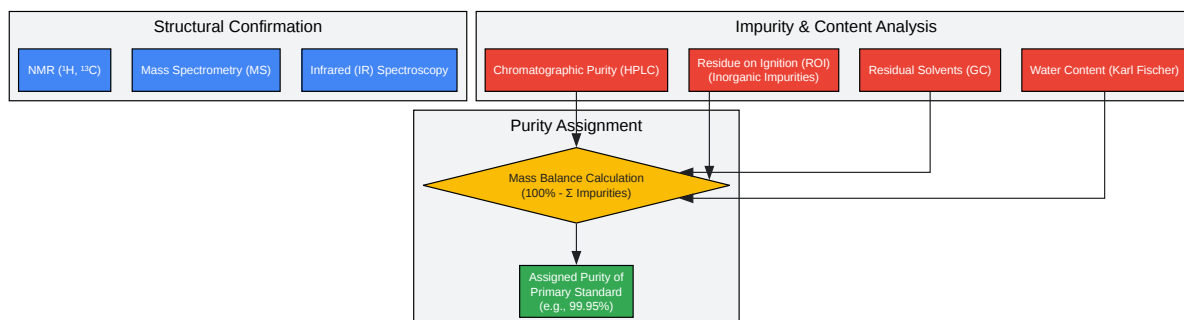 Structural Confirmation
NMR (¹H, ¹³C)
Mass Spectrometry (MS)
Infrared (IR) Spectroscopy
Impurity & Content Analysis
Chromatographic Purity (HPLC)
Residue on Ignition (ROI)
(Inorganic Impurities)
Residual Solvents (GC)
Water Content (Karl Fischer)
Purity Assignment
Mass Balance Calculation
(100% - Σ Impurities)
Assigned Purity of
Primary Standard
(e.g., 99.95%)